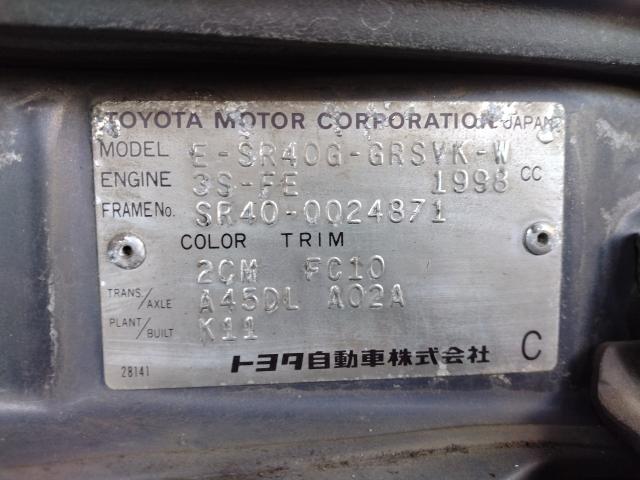 TOYOTA MOTOR CORPORATION JAPAN
MODEL E-SR40G-GRSVK-W
ENGINE 3S-FE 1998 CC
FRAME No. SR40-0024871
COLOR TRIM
2CM FC10
TRANS./AXLE A45DL A02A
PLANT/BUILT K11
28141 トヨタ自動車株式会社 C